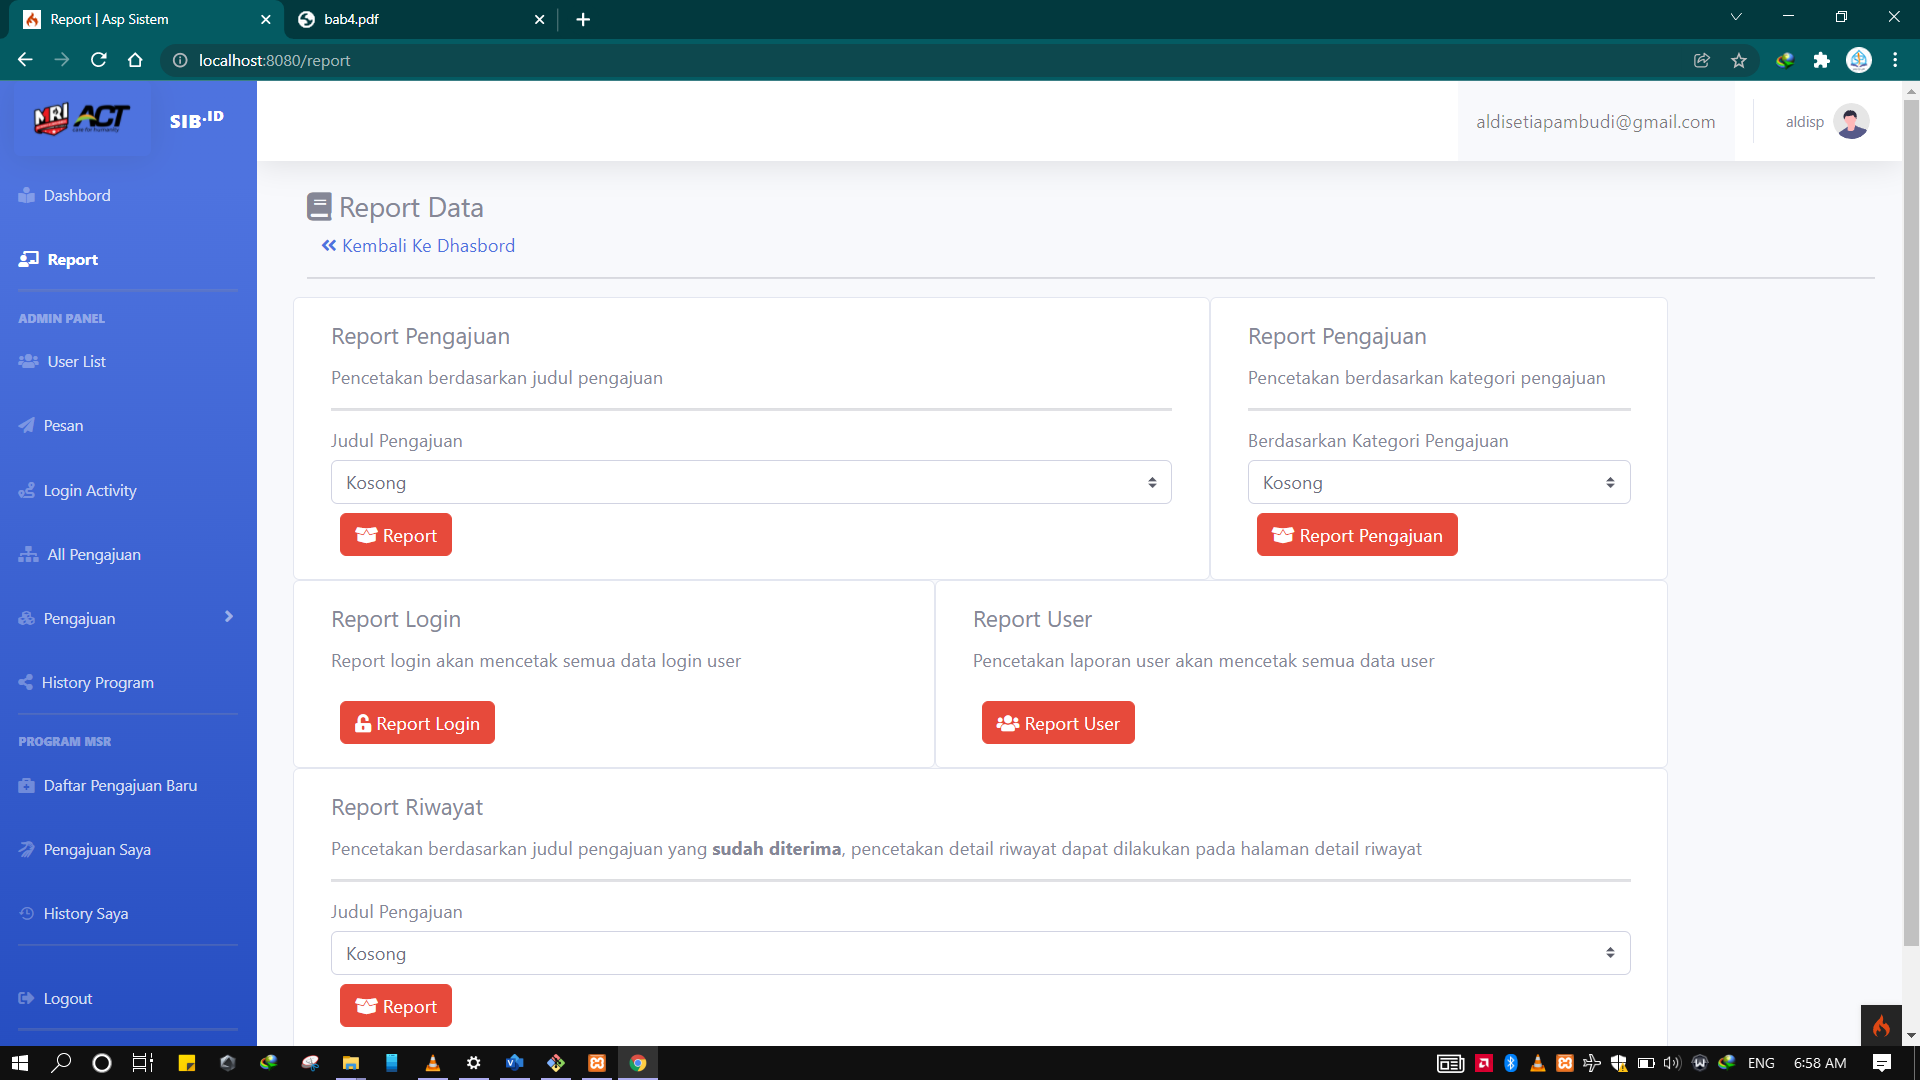 Report | Asp Sistem
bab4.pdf
localhost:8080/report
MRI ACT
SIB.ID
aldisetiapambudi@gmail.com
aldisp
Dashbord
Report
ADMIN PANEL
User List
Pesan
Login Activity
All Pengajuan
Pengajuan
History Program
PROGRAM MSR
Daftar Pengajuan Baru
Pengajuan Saya
History Saya
Logout
Report Data
Kembali Ke Dhasbord
Report Pengajuan
Pencetakan berdasarkan judul pengajuan
Judul Pengajuan
Kosong
Report
Report Pengajuan
Pencetakan berdasarkan kategori pengajuan
Berdasarkan Kategori Pengajuan
Kosong
Report Pengajuan
Report Login
Report login akan mencetak semua data login user
Report Login
Report User
Pencetakan laporan user akan mencetak semua data user
Report User
Report Riwayat
Pencetakan berdasarkan judul pengajuan yang sudah diterima, pencetakan detail riwayat dapat dilakukan pada halaman detail riwayat
Judul Pengajuan
Kosong
Report
ENG
6:58 AM